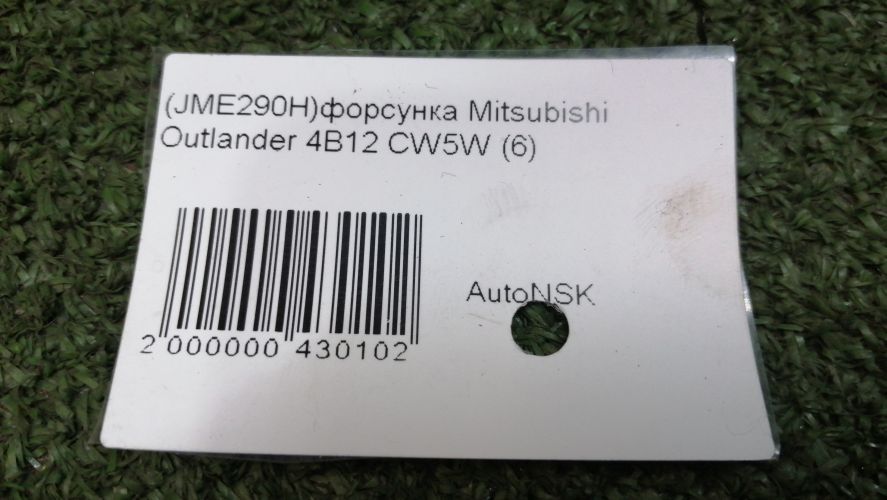 (JME290H)форсунка Mitsubishi
Outlander 4B12 CW5W (6)
AutoNSK
2 000000 430102